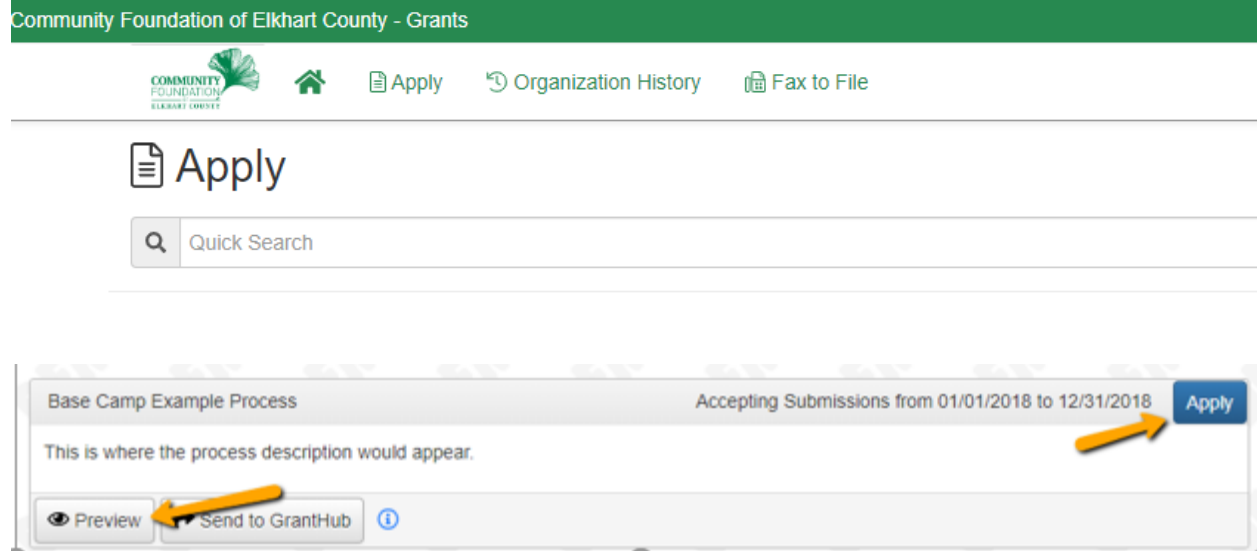 Community Foundation of Elkhart County - Grants
COMMUNITY
FOUNDATION
ELKHART COUNTY
Apply
Organization History
Fax to File
Apply
Quick Search
Base Camp Example Process
Accepting Submissions from 01/01/2018 to 12/31/2018
Apply
This is where the process description would appear.
Preview
Send to GrantHub